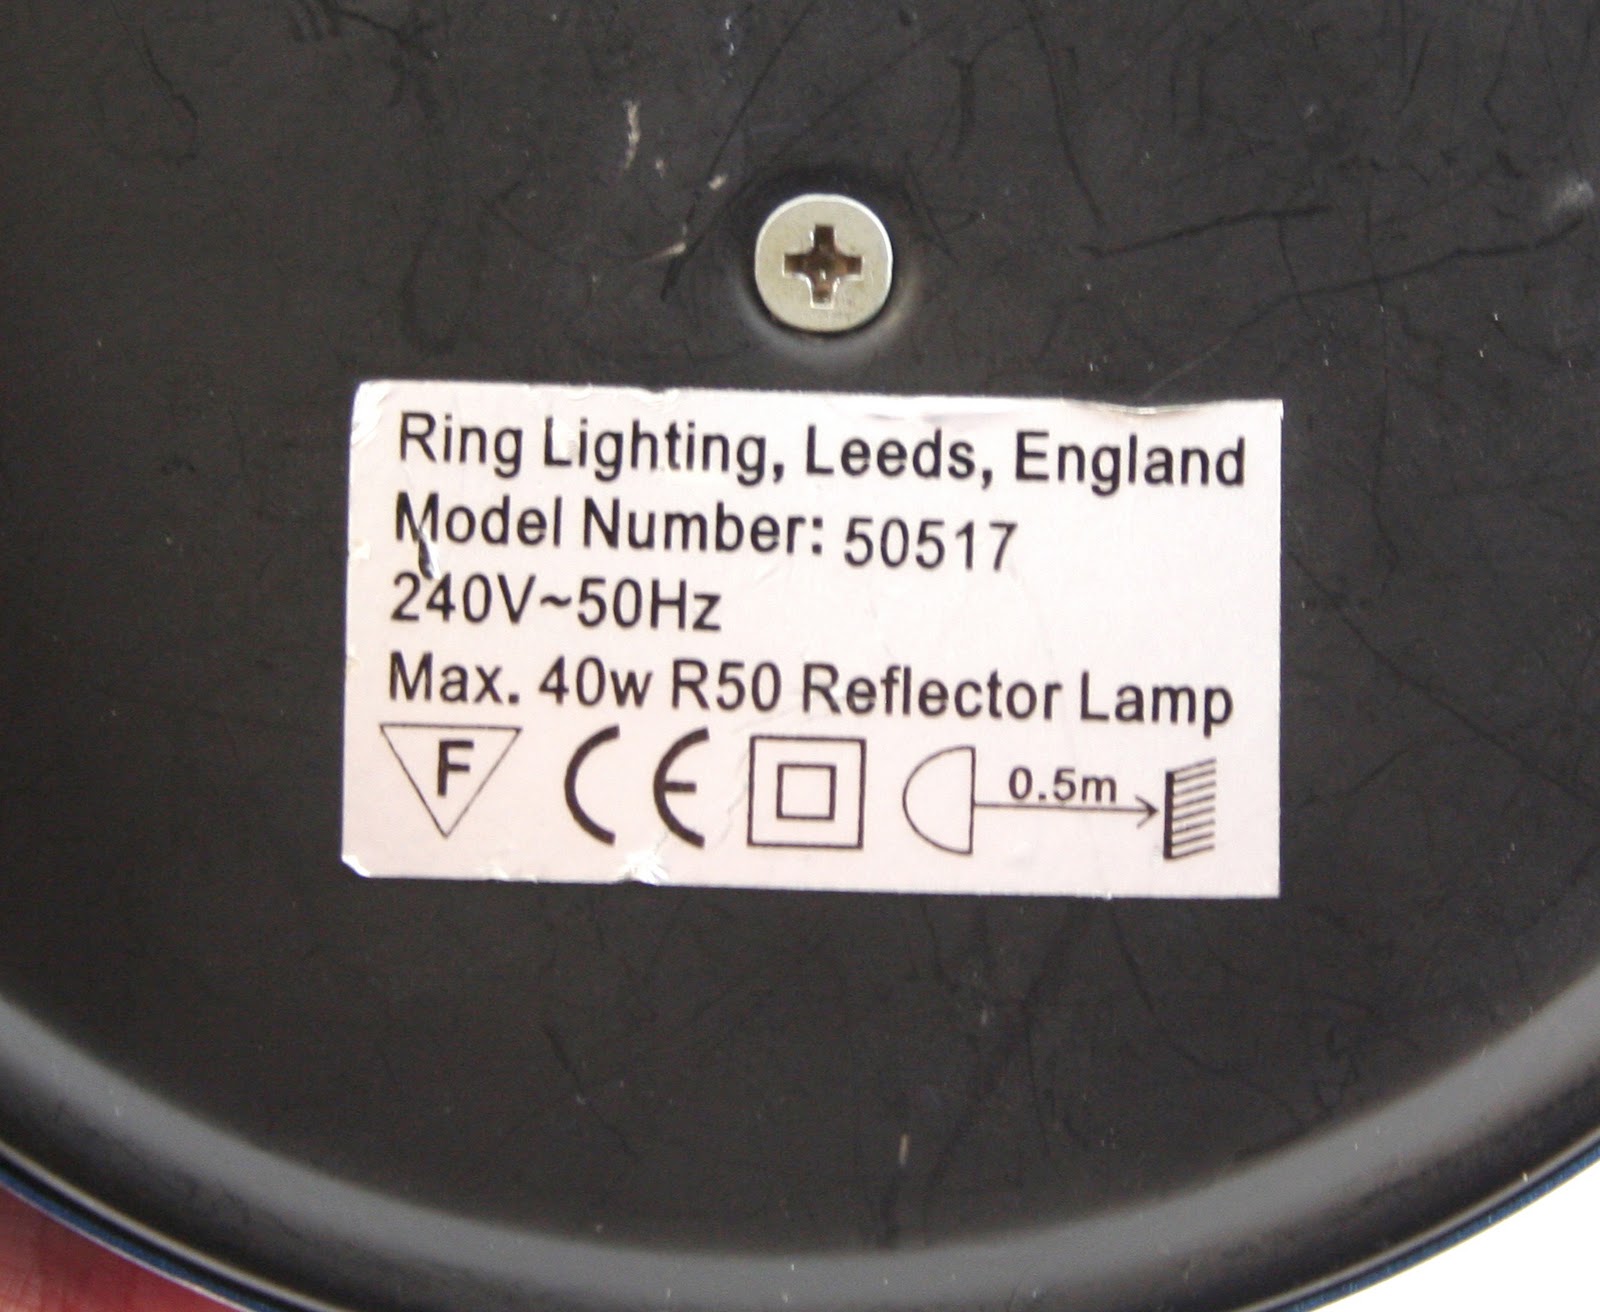 Ring Lighting, Leeds, England
Model Number: 50517
240V~50Hz
Max. 40w R50 Reflector Lamp
F CE 0.5m